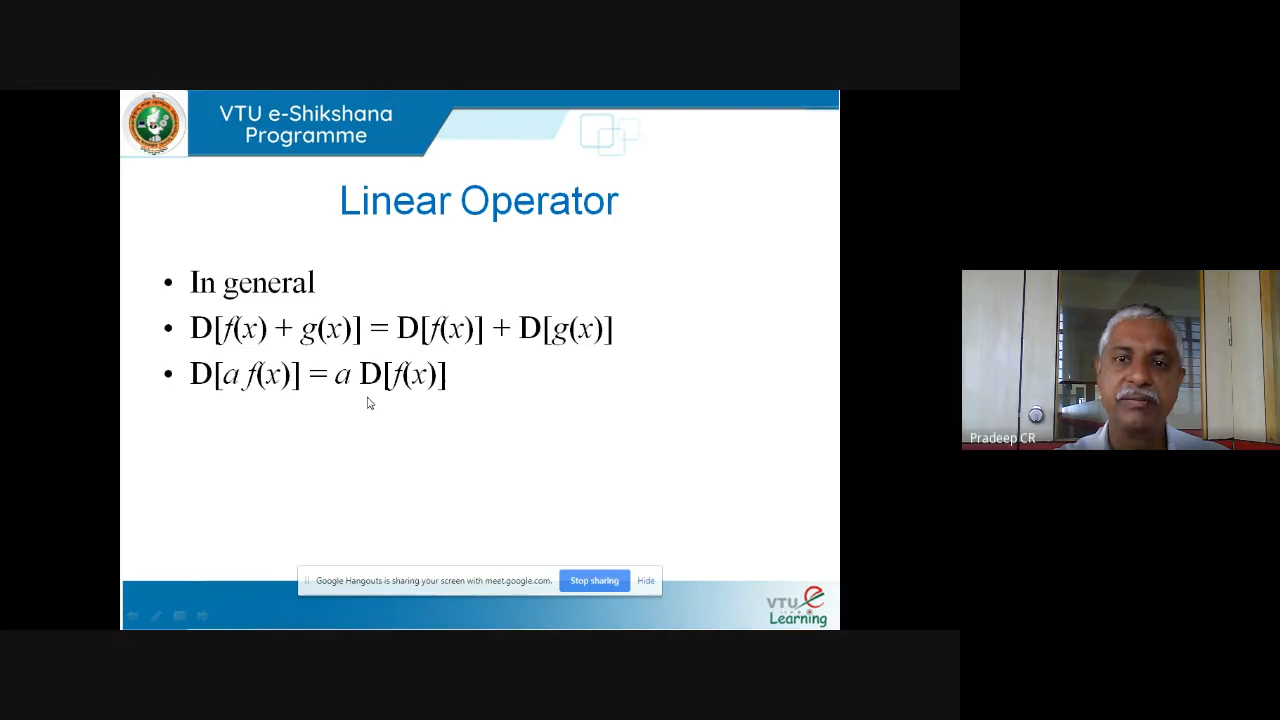 VTU e-Shikshana
Programme
Linear Operator
• In general
• D[f(x) + g(x)] = D[f(x)] + D[g(x)]
• D[a f(x)] = a D[f(x)]
Pradeep CR
Google Hangouts is sharing your screen with meet.google.com.
Stop sharing
Hide
VTU e
Learning